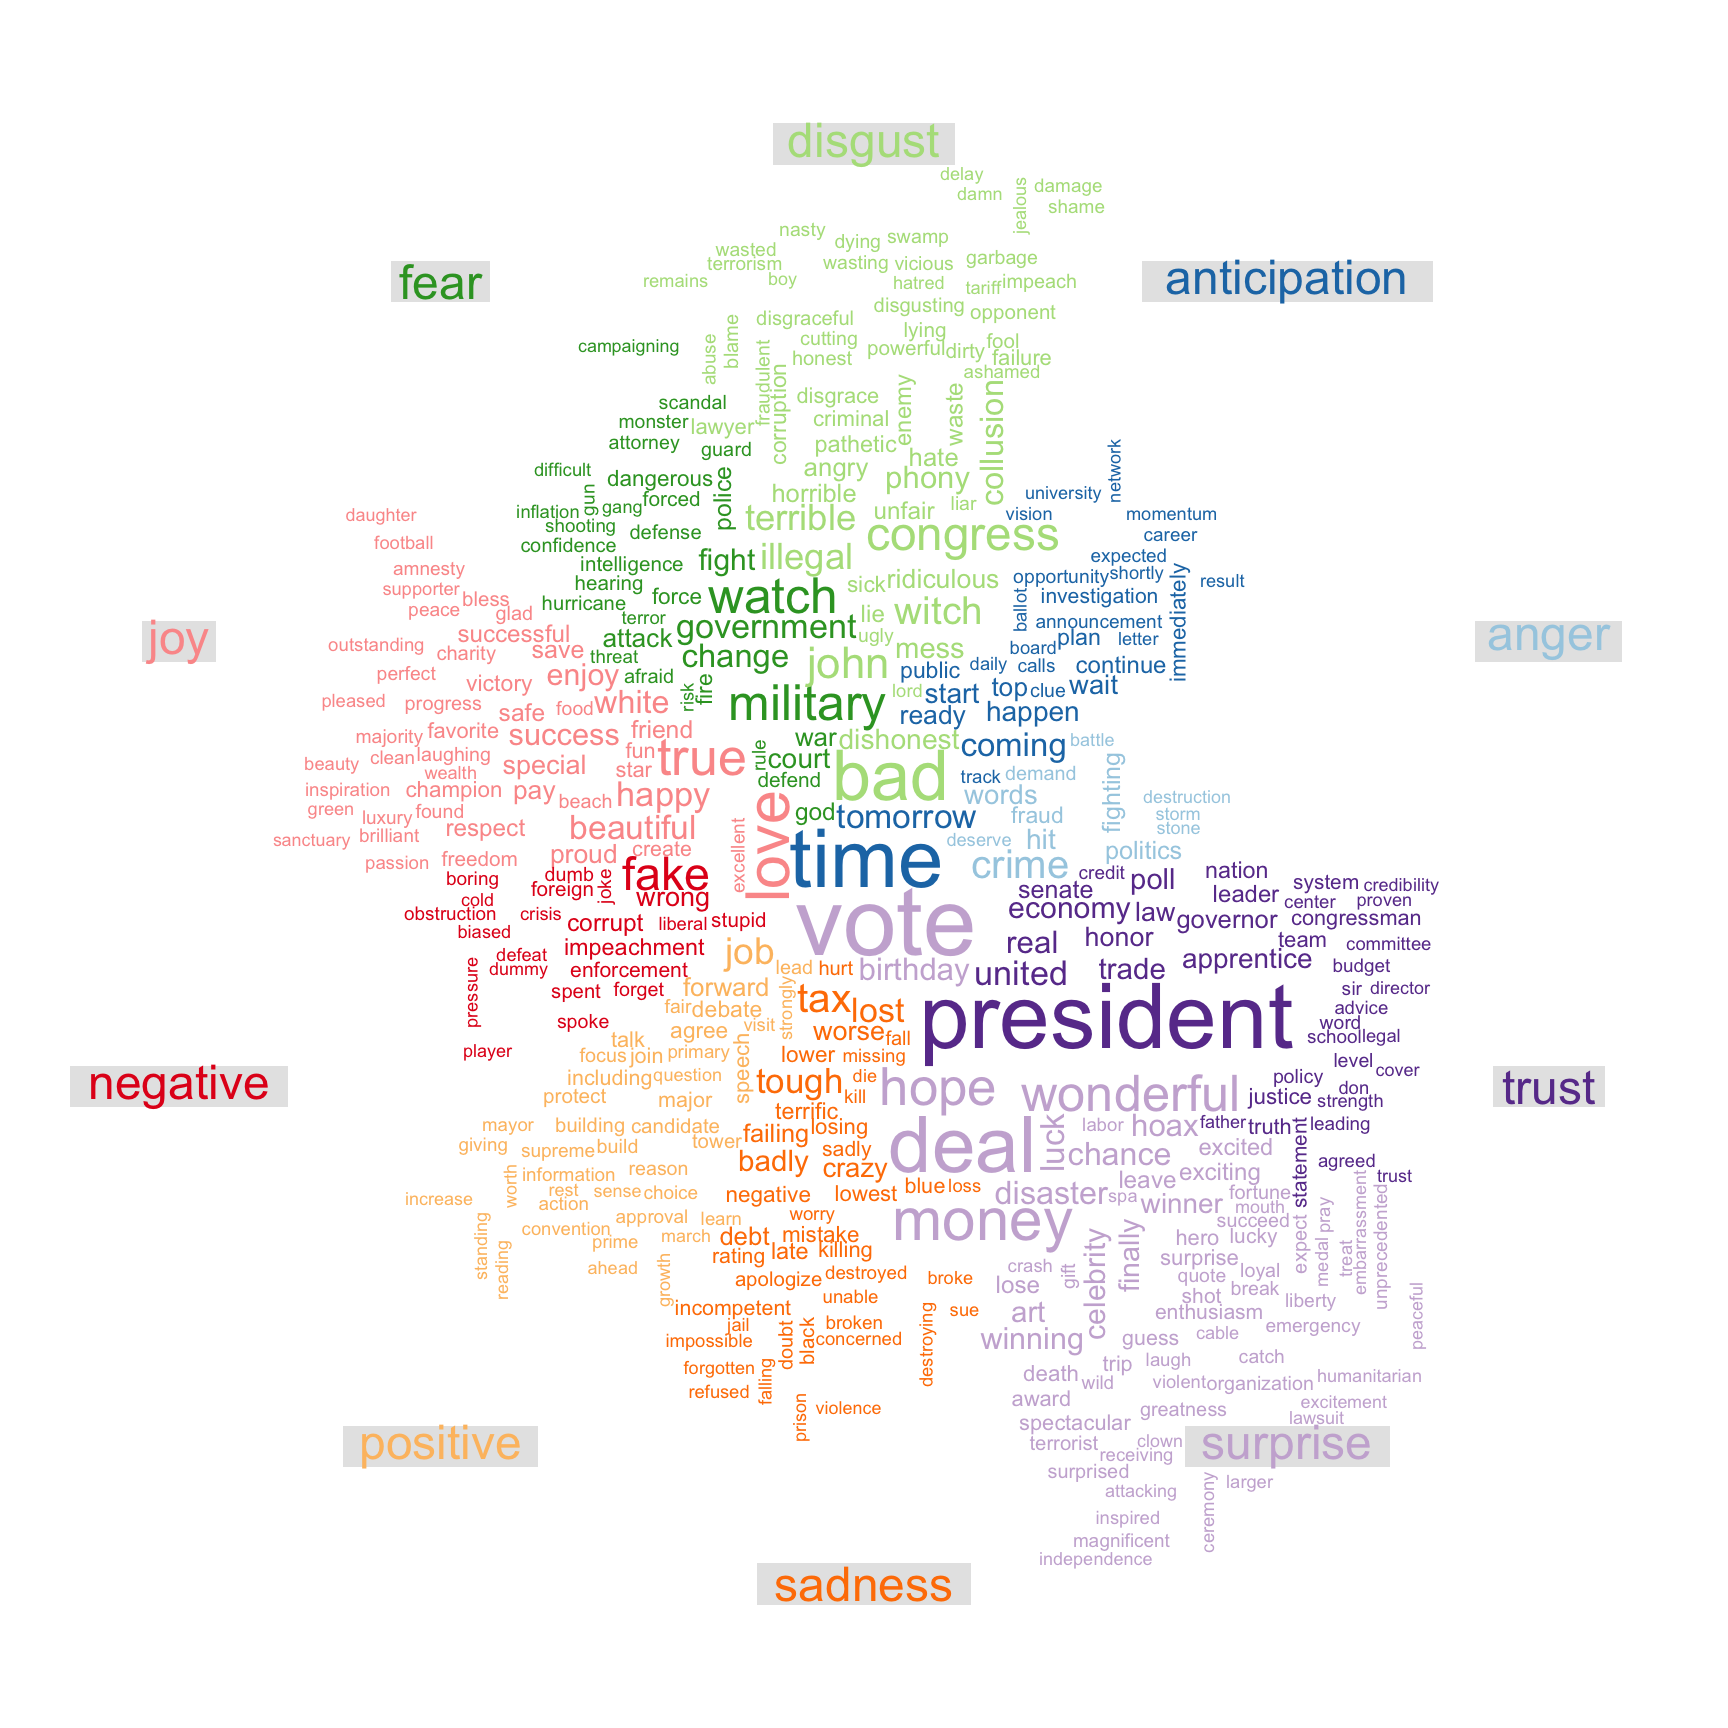 disgust
delay
damn
jealous
damage
shame
nasty
dying
swamp
wasted
wasting
vicious
garbage
terrorism
remains
boy
hatred
tariff
impeach
disgusting
opponent
disgraceful
lying
cutting
powerful
dirty
fool
failure
honest
ashamed
abuse
blame
fraudulent
corruption
disgrace
enemy
waste
collusion
criminal
lawyer
pathetic
angry
hate
phony
horrible
terrible
unfair
liar
congress
illegal
sick
ridiculous
lie
witch
ugly
mess
john
lord
dishonest
bad
fear
campaigning
scandal
monster
attorney
guard
difficult
dangerous
gun
gang
forced
police
inflation
shooting
defense
confidence
intelligence
fight
hearing
watch
hurricane
force
terror
government
attack
threat
change
afraid
risk
fire
military
war
rule
court
defend
god
anticipation
network
university
vision
momentum
career
expected
opportunity
shortly
immediately
result
ballot
investigation
announcement
board
plan
letter
public
daily
calls
continue
start
top
clue
wait
ready
happen
coming
track
tomorrow
time
anger
battle
demand
words
fighting
destruction
fraud
storm
stone
deserve
hit
politics
crime
joy
daughter
football
amnesty
supporter
bless
peace
glad
successful
outstanding
charity
save
perfect
victory
enjoy
pleased
progress
safe
food
white
majority
favorite
success
friend
beauty
clean
laughing
fun
true
wealth
special
star
inspiration
champion
pay
beach
happy
green
luxury
found
love
sanctuary
brilliant
respect
beautiful
passion
freedom
proud
create
excellent
negative
boring
dumb
fake
cold
foreign
joke
wrong
obstruction
crisis
corrupt
liberal
stupid
biased
impeachment
defeat
dummy
enforcement
pressure
spent
forget
spoke
player
trust
credit
poll
nation
senate
leader
system
credibility
center
proven
economy
law
governor
congressman
real
honor
team
committee
united
trade
apprentice
budget
president
sir
director
advice
word
school
legal
level
cover
policy
don
justice
strength
father
truth
leading
statement
agreed
trust
positive
job
lead
forward
strongly
fair
debate
visit
talk
agree
focus
join
primary
speech
including
question
protect
major
mayor
building
candidate
giving
supreme
build
tower
information
reason
worth
rest
sense
choice
increase
action
approval
learn
standing
convention
march
reading
prime
ahead
growth
sadness
hurt
tax
lost
worse
fall
lower
missing
tough
die
kill
terrific
failing
losing
badly
sadly
crazy
negative
lowest
blue
loss
worry
debt
mistake
rating
late
killing
apologize
destroyed
broke
unable
incompetent
sue
jail
broken
impossible
doubt
black
concerned
destroying
forgotten
falling
refused
prison
violence
surprise
vote
birthday
hope
wonderful
deal
luck
labor
hoax
chance
excited
leave
exciting
disaster
spa
winner
fortune
mouth
money
succeed
expect
medal
pray
treat
embarrassment
unprecedented
celebrity
finally
hero
lucky
surprise
crash
gift
lose
quote
loyal
shot
break
liberty
peaceful
art
enthusiasm
winning
guess
cable
emergency
death
trip
laugh
catch
wild
violent
organization
humanitarian
award
greatness
excitement
lawsuit
spectacular
terrorist
clown
receiving
surprised
attacking
ceremony
larger
inspired
magnificent
independence